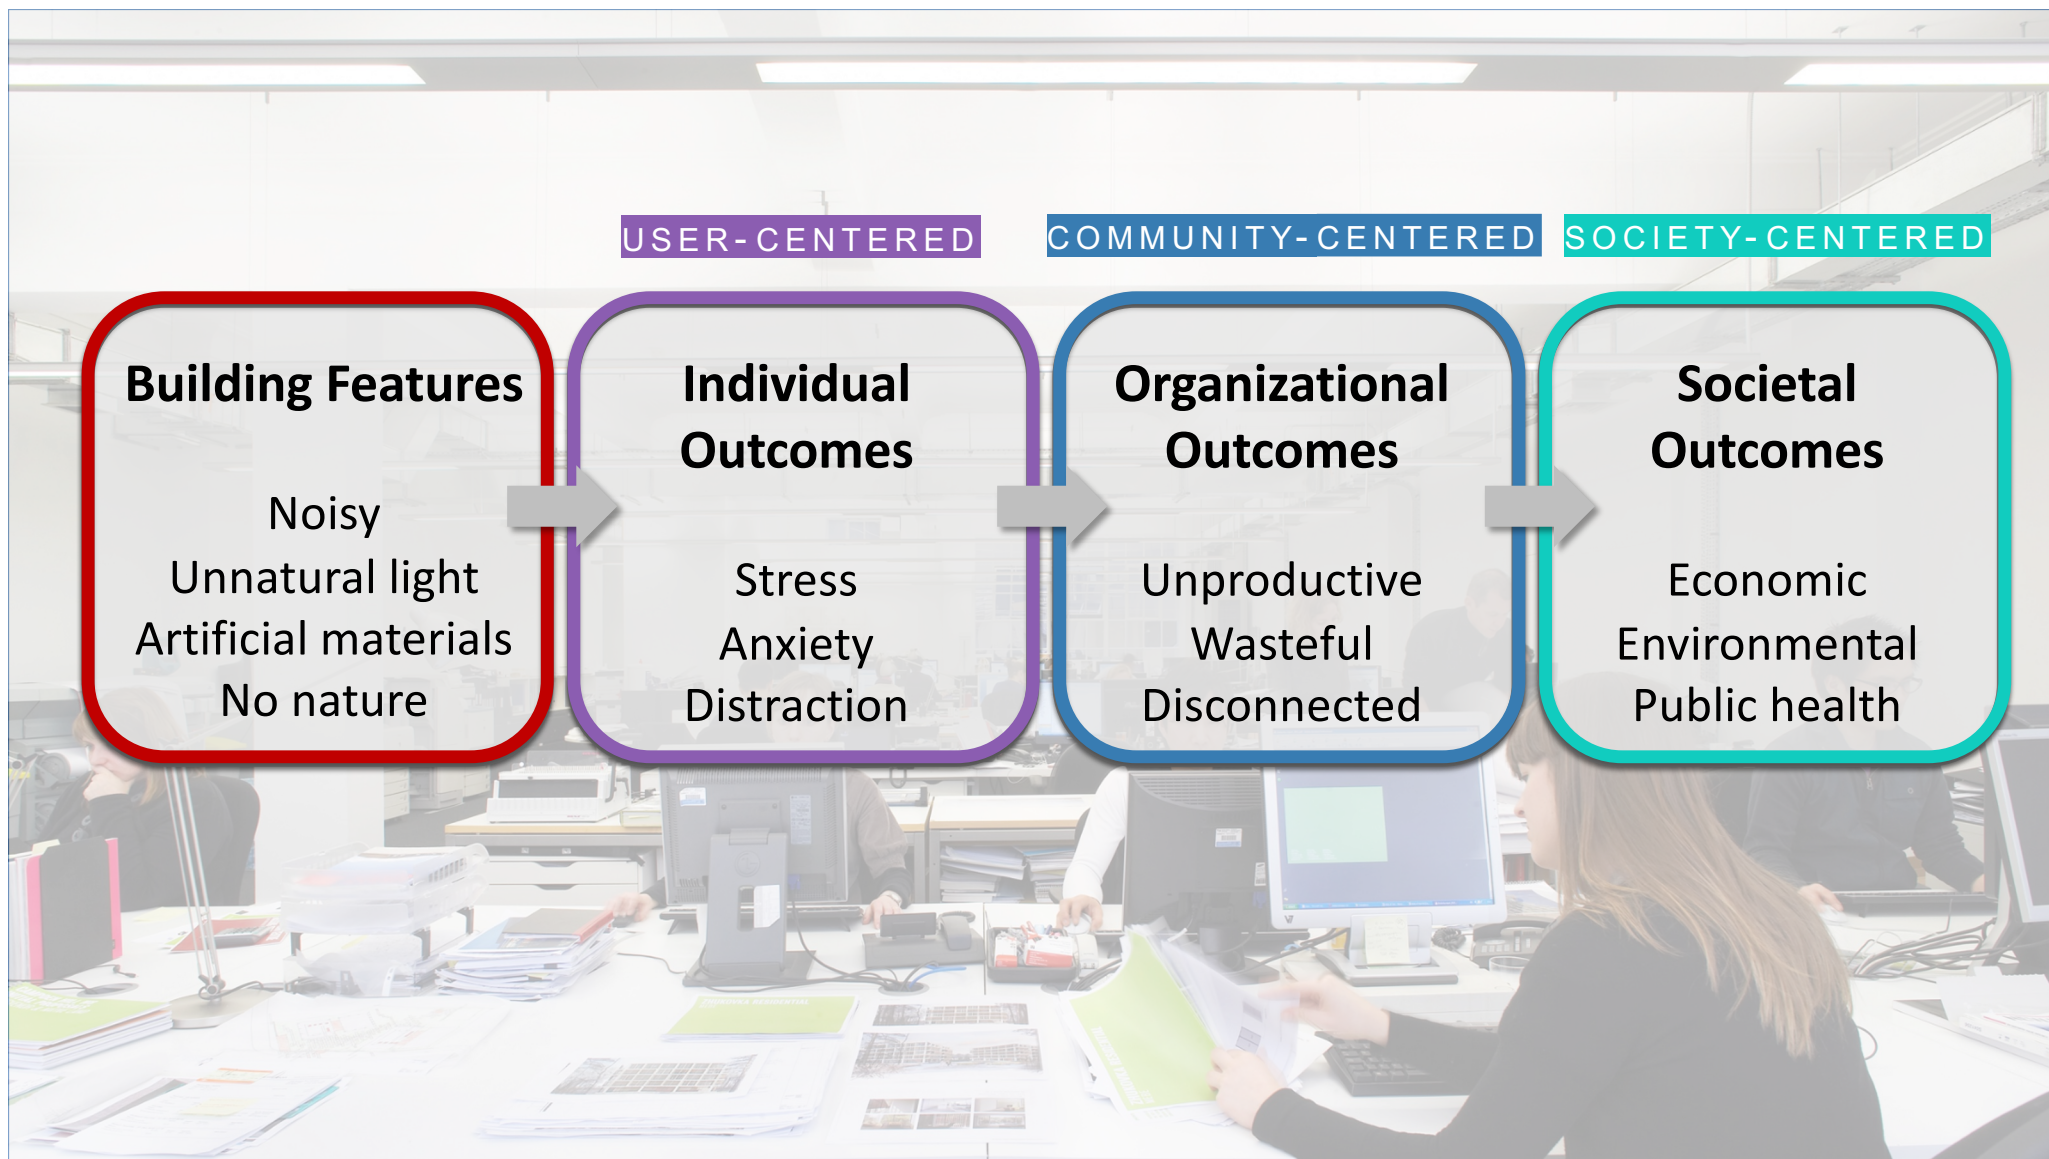 USER-CENTERED
COMMUNITY-CENTERED
SOCIETY-CENTERED
Building Features
Noisy
Unnatural light
Artificial materials
No nature
Individual
Outcomes
Stress
Anxiety
Distraction
Organizational
Outcomes
Unproductive
Wasteful
Disconnected
Societal
Outcomes
Economic
Environmental
Public health